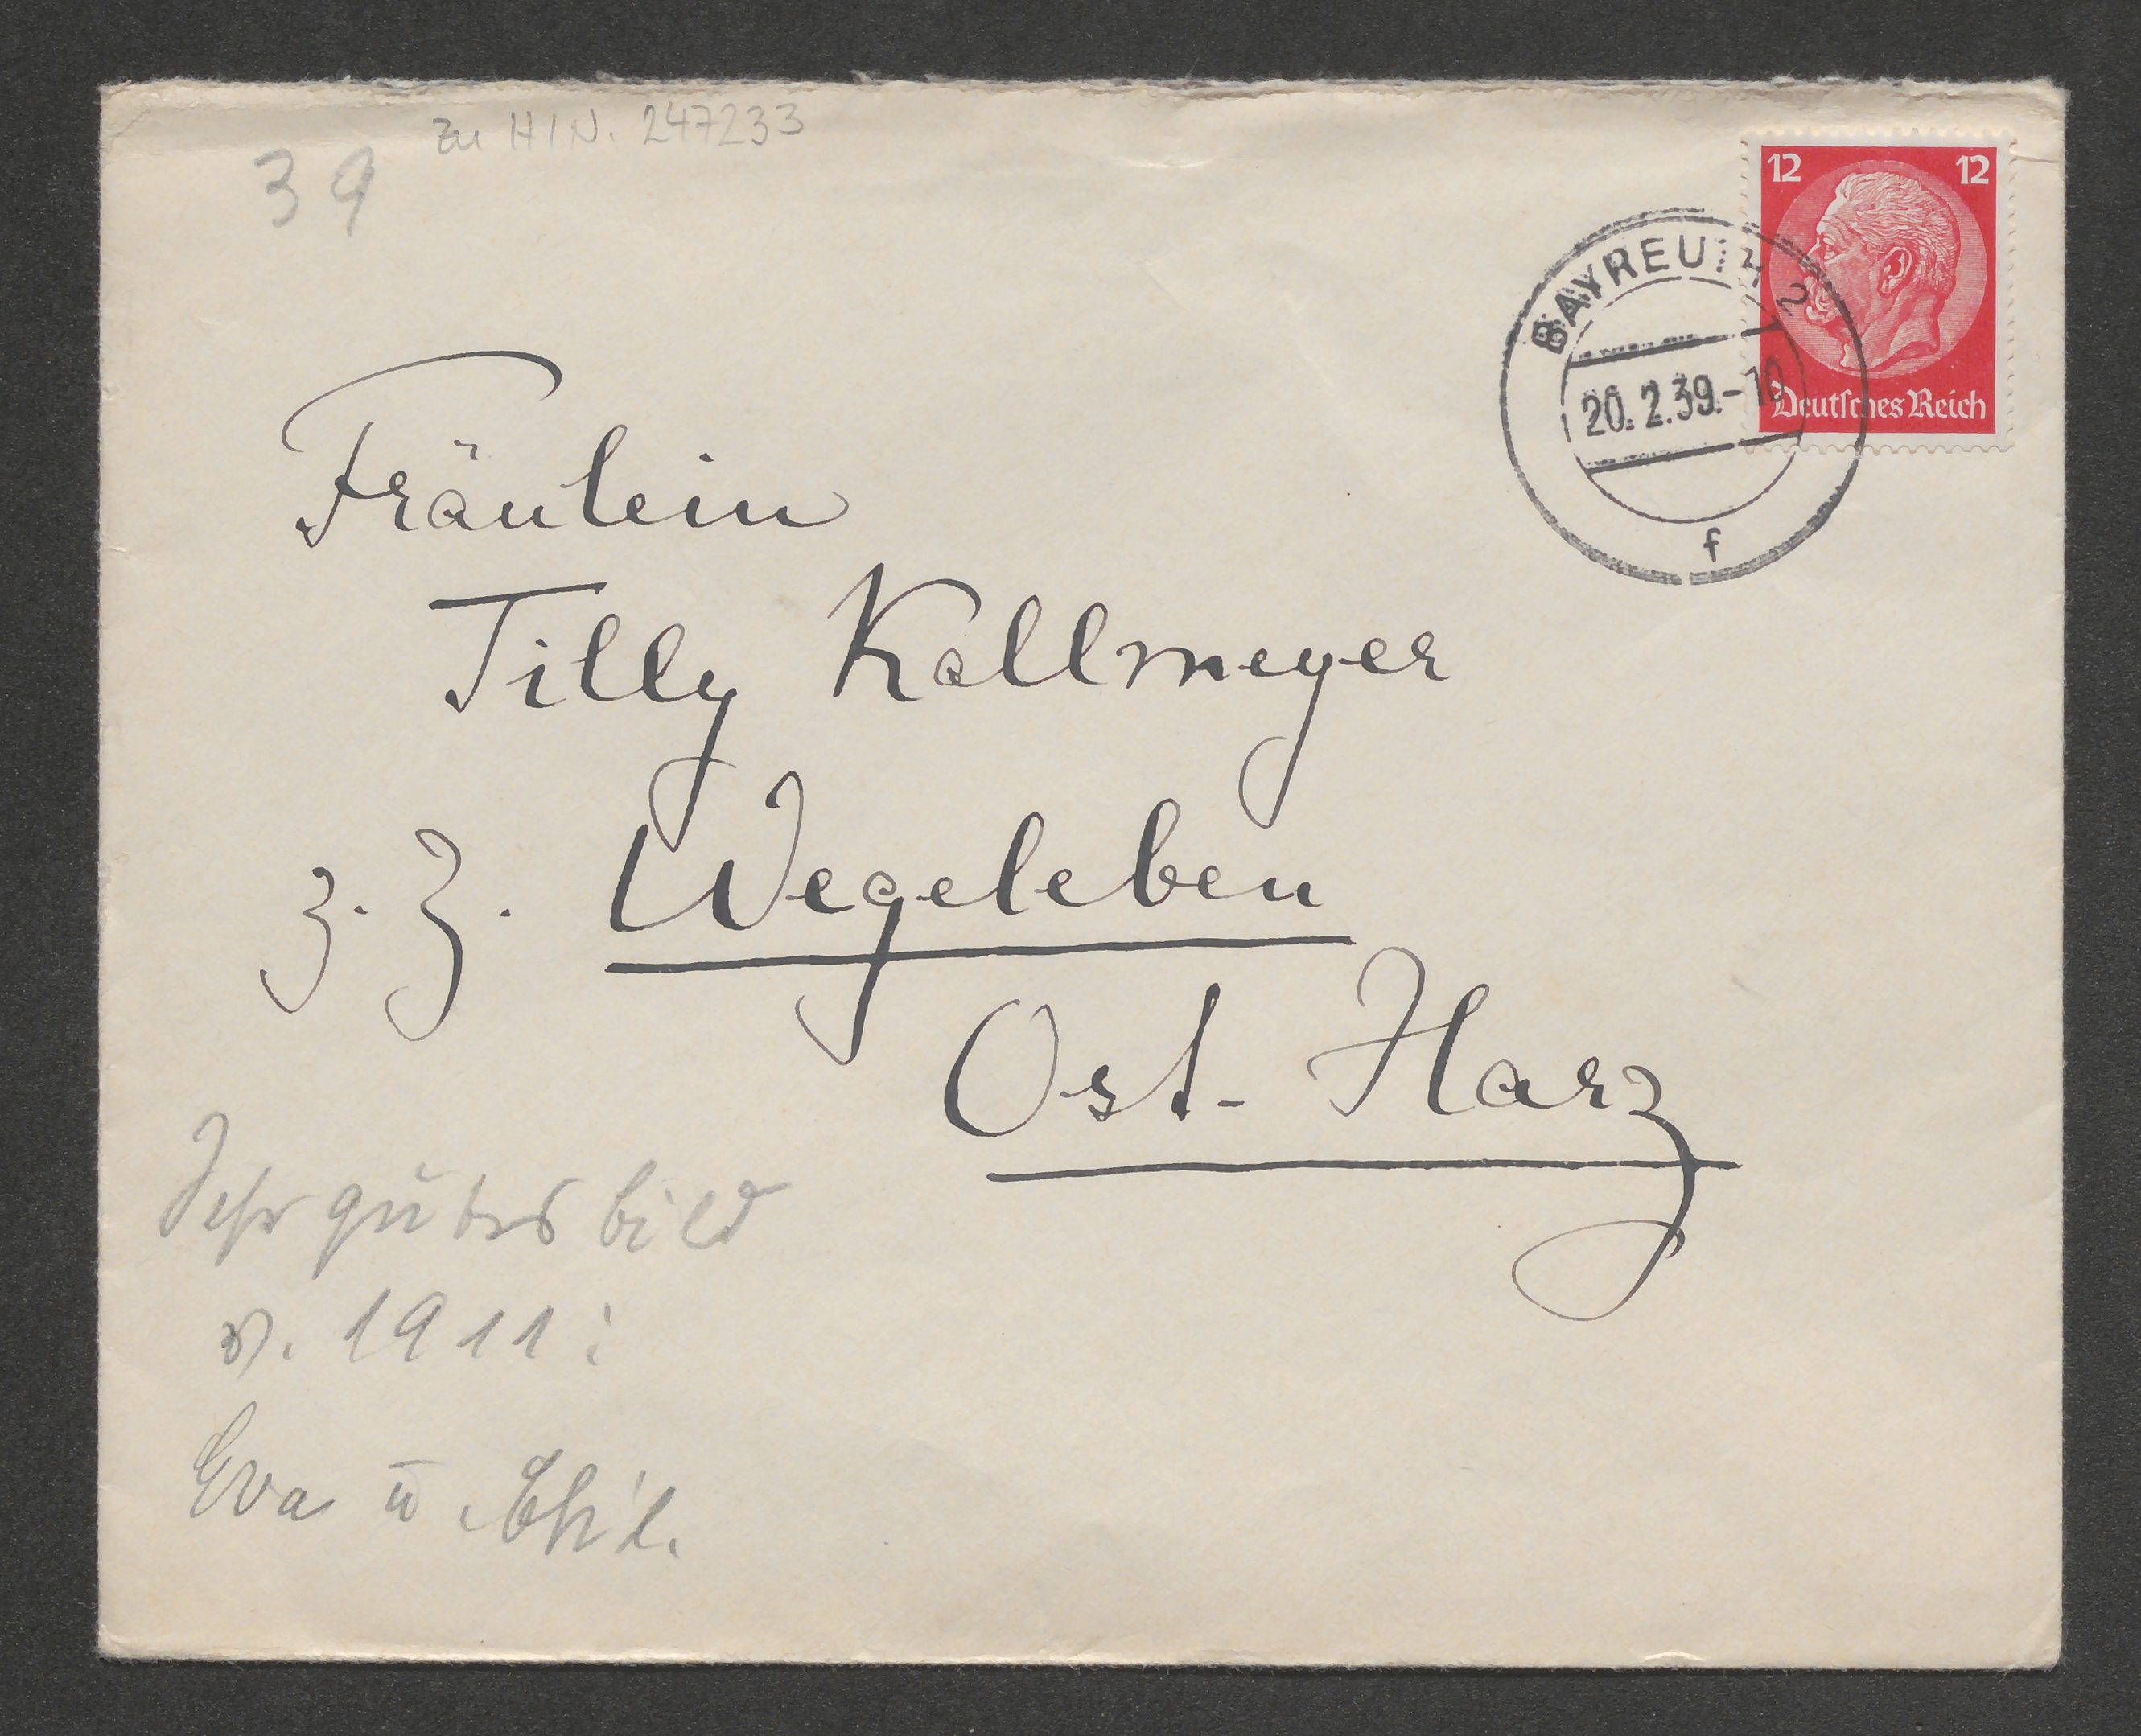 zu HIN. 247233
39
12 12
BAYREUTH 2
20.2.39.-10
f
Deutsches Reich
Fräulein
Tilly Kallmeyer
z. Z. Wegeleben
Ost-Harz
Sehr gutes Bild
v. 1911:
Eva u.